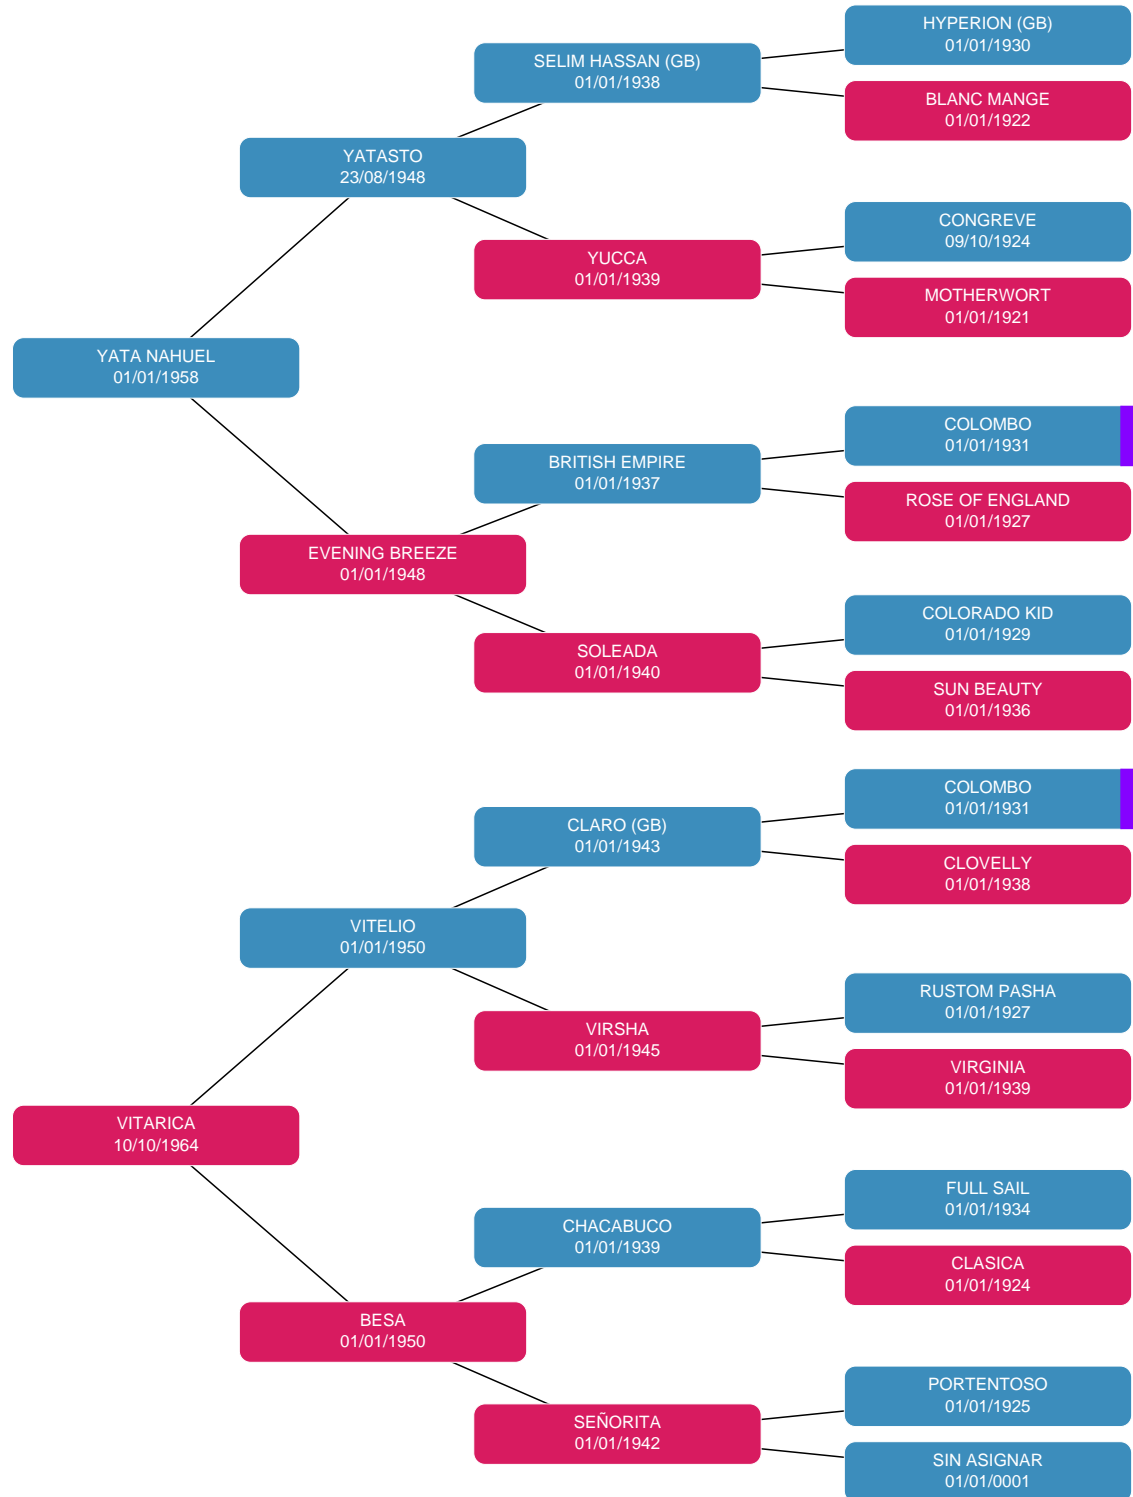 HYPERION (GB)
01/01/1930
SELIM HASSAN (GB)
01/01/1938
BLANC MANGE
01/01/1922
YATASTO
23/08/1948
CONGREVE
09/10/1924
YUCCA
01/01/1939
MOTHERWORT
01/01/1921
YATA NAHUEL
01/01/1958
COLOMBO
01/01/1931
BRITISH EMPIRE
01/01/1937
ROSE OF ENGLAND
01/01/1927
EVENING BREEZE
01/01/1948
COLORADO KID
01/01/1929
SOLEADA
01/01/1940
SUN BEAUTY
01/01/1936
COLOMBO
01/01/1931
CLARO (GB)
01/01/1943
CLOVELLY
01/01/1938
VITELIO
01/01/1950
RUSTOM PASHA
01/01/1927
VIRSHA
01/01/1945
VIRGINIA
01/01/1939
VITARICA
10/10/1964
FULL SAIL
01/01/1934
CHACABUCO
01/01/1939
CLASICA
01/01/1924
BESA
01/01/1950
PORTENTOSO
01/01/1925
SEÑORITA
01/01/1942
SIN ASIGNAR
01/01/0001